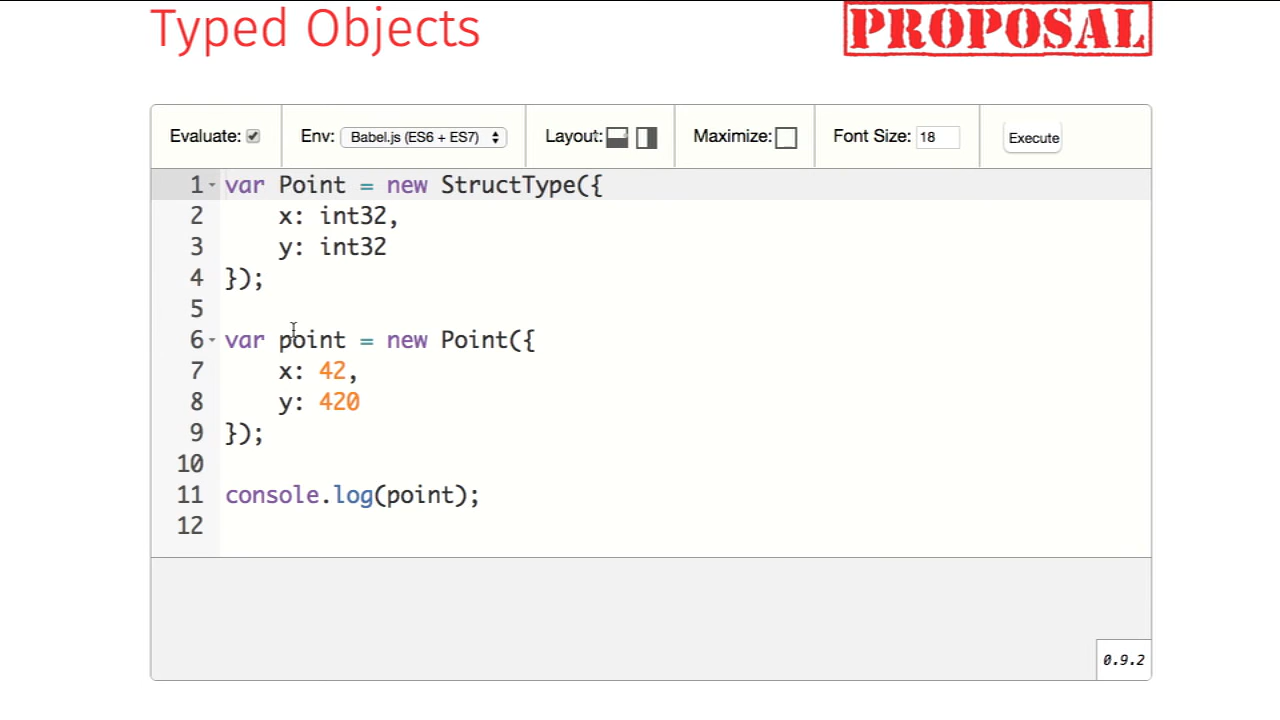 Typed Objects
PROPOSAL
Evaluate: Env: Babel.js (ES6 + ES7) Layout: Maximize: Font Size: 18 Execute
1 var Point = new StructType({
2 x: int32,
3 y: int32
4 });
5
6 var point = new Point({
7 x: 42,
8 y: 420
9 });
10
11 console.log(point);
12
0.9.2